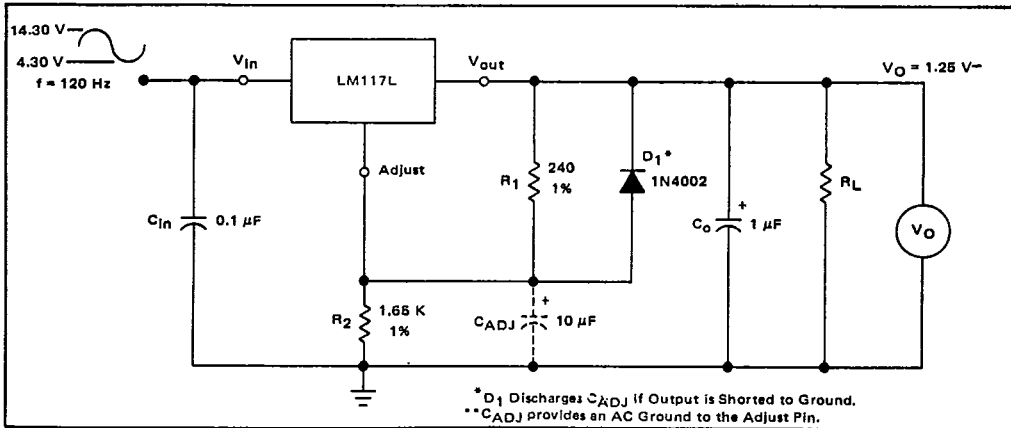 14.30 V
4.30 V
f = 120 Hz
Vin
LM117L
Vout
VO = 1.25 V
Adjust
R1
240
1%
D1*
1N4002
Cin
0.1 µF
Co
+
1 µF
RL
VO
R2
1.65 K
1%
CADJ
+
10 µF
*D1 Discharges CADJ if Output is Shorted to Ground.
**CADJ provides an AC Ground to the Adjust Pin.